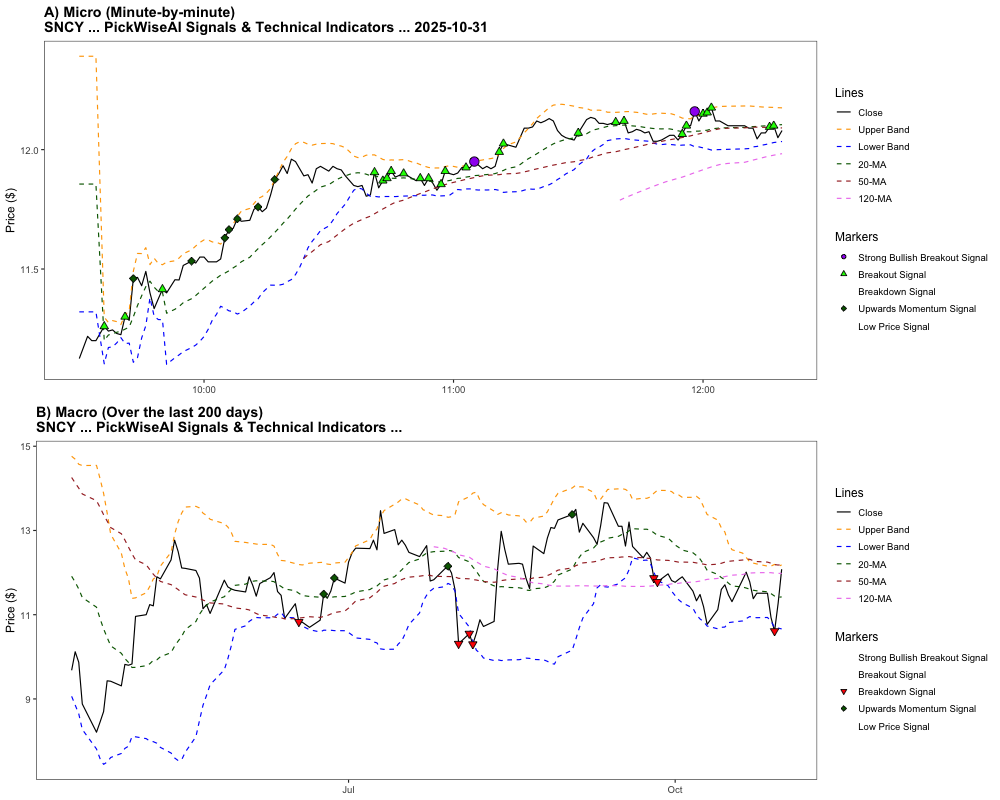 A) Micro (Minute-by-minute)
SNCY ... PickWiseAI Signals & Technical Indicators ... 2025-10-31
Price ($)
12.0
11.5
10:00
11:00
12:00
Lines
Close
Upper Band
Lower Band
20-MA
50-MA
120-MA
Markers
Strong Bullish Breakout Signal
Breakout Signal
Breakdown Signal
Upwards Momentum Signal
Low Price Signal
B) Macro (Over the last 200 days)
SNCY ... PickWiseAI Signals & Technical Indicators ...
Price ($)
15
13
11
9
Jul
Oct
Lines
Close
Upper Band
Lower Band
20-MA
50-MA
120-MA
Markers
Strong Bullish Breakout Signal
Breakout Signal
Breakdown Signal
Upwards Momentum Signal
Low Price Signal